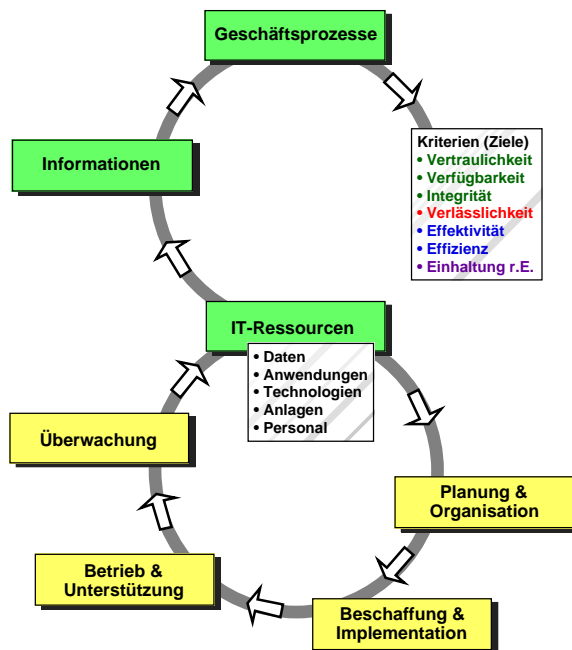 Geschäftsprozesse
Informationen
Kriterien (Ziele)
• Vertraulichkeit
• Verfügbarkeit
• Integrität
• Verlässlichkeit
• Effektivität
• Effizienz
• Einhaltung r.E.
IT-Ressourcen
• Daten
• Anwendungen
• Technologien
• Anlagen
• Personal
Überwachung
Planung &
Organisation
Betrieb &
Unterstützung
Beschaffung &
Implementation